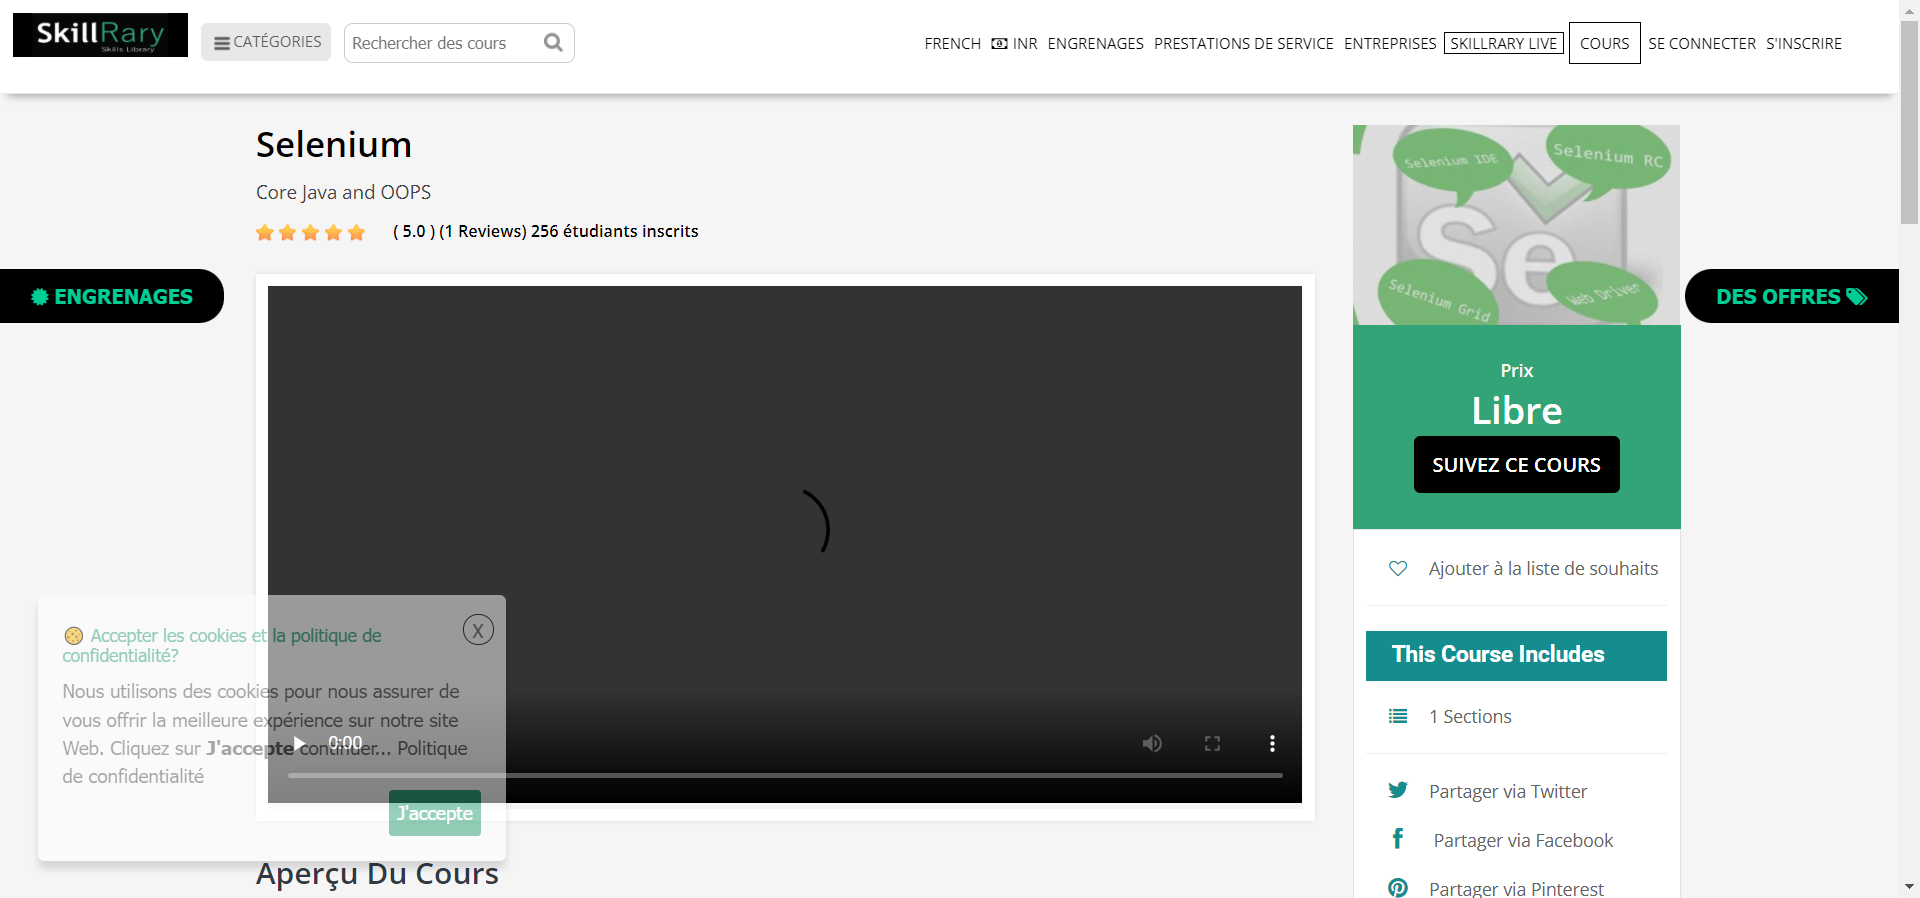 SkillRary
Skills Library
CATÉGORIES
Rechercher des cours
FRENCH INR ENGRENAGES PRESTATIONS DE SERVICE ENTREPRISES SKILLRARY LIVE COURS SE CONNECTER S'INSCRIRE
Selenium
Core Java and OOPS
( 5.0 ) (1 Reviews) 256 étudiants inscrits
ENGRENAGES
Selenium IDE
Selenium RC
Se
Selenium Grid
Web Driver
DES OFFRES
Prix
Libre
SUIVEZ CE COURS
Ajouter à la liste de souhaits
This Course Includes
1 Sections
Partager via Twitter
Partager via Facebook
Partager via Pinterest
Accepter les cookies et la politique de
confidentialité?
X
Nous utilisons des cookies pour nous assurer de
vous offrir la meilleure expérience sur notre site
Web. Cliquez sur J'accepte continuer... Politique
de confidentialité
0:00
J'accepte
Aperçu Du Cours